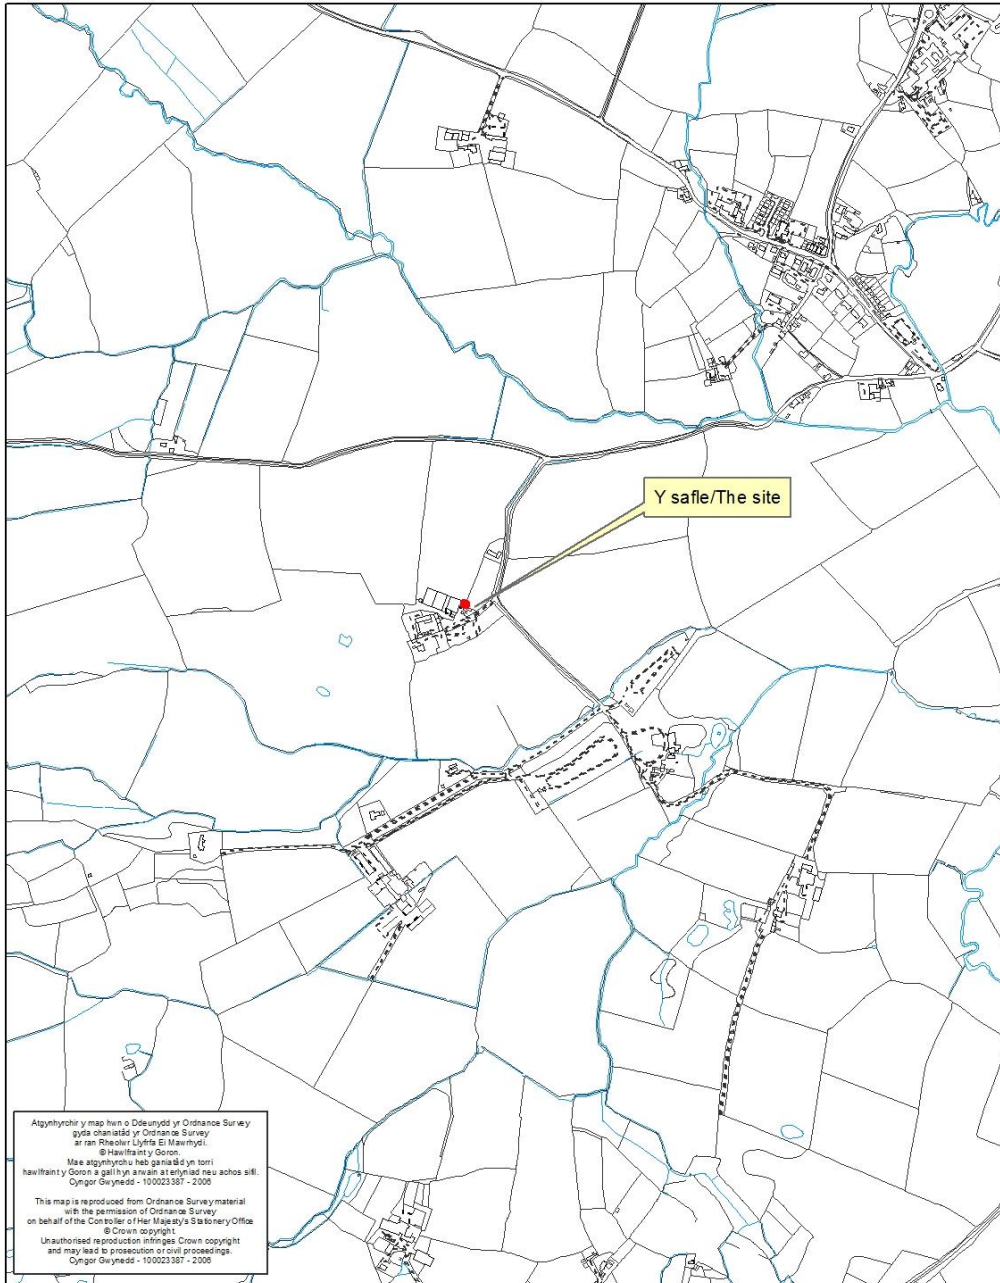 Y safle/The site
Atgynhyrchir y map hwn o Ddeunydd yr Ordnance Survey
gyda chaniatâd yr Ordnance Survey
ar ran Rheolwr Llyfrfa Ei Mawrhydi.
© Hawlfraint y Goron.
Mae atgynhyrchu heb ganiatâd yn torri
hawlfraint y Goron a gall hyn arwain at erlyniad neu achos sifil.
Cyngor Gwynedd - 100023387 - 2006
This map is reproduced from Ordnance Survey material
with the permission of Ordnance Survey
on behalf of the Controller of Her Majesty's Stationery Office
© Crown copyright.
Unauthorised reproduction infringes Crown copyright
and may lead to prosecution or civil proceedings.
Cyngor Gwynedd - 100023387 - 2006